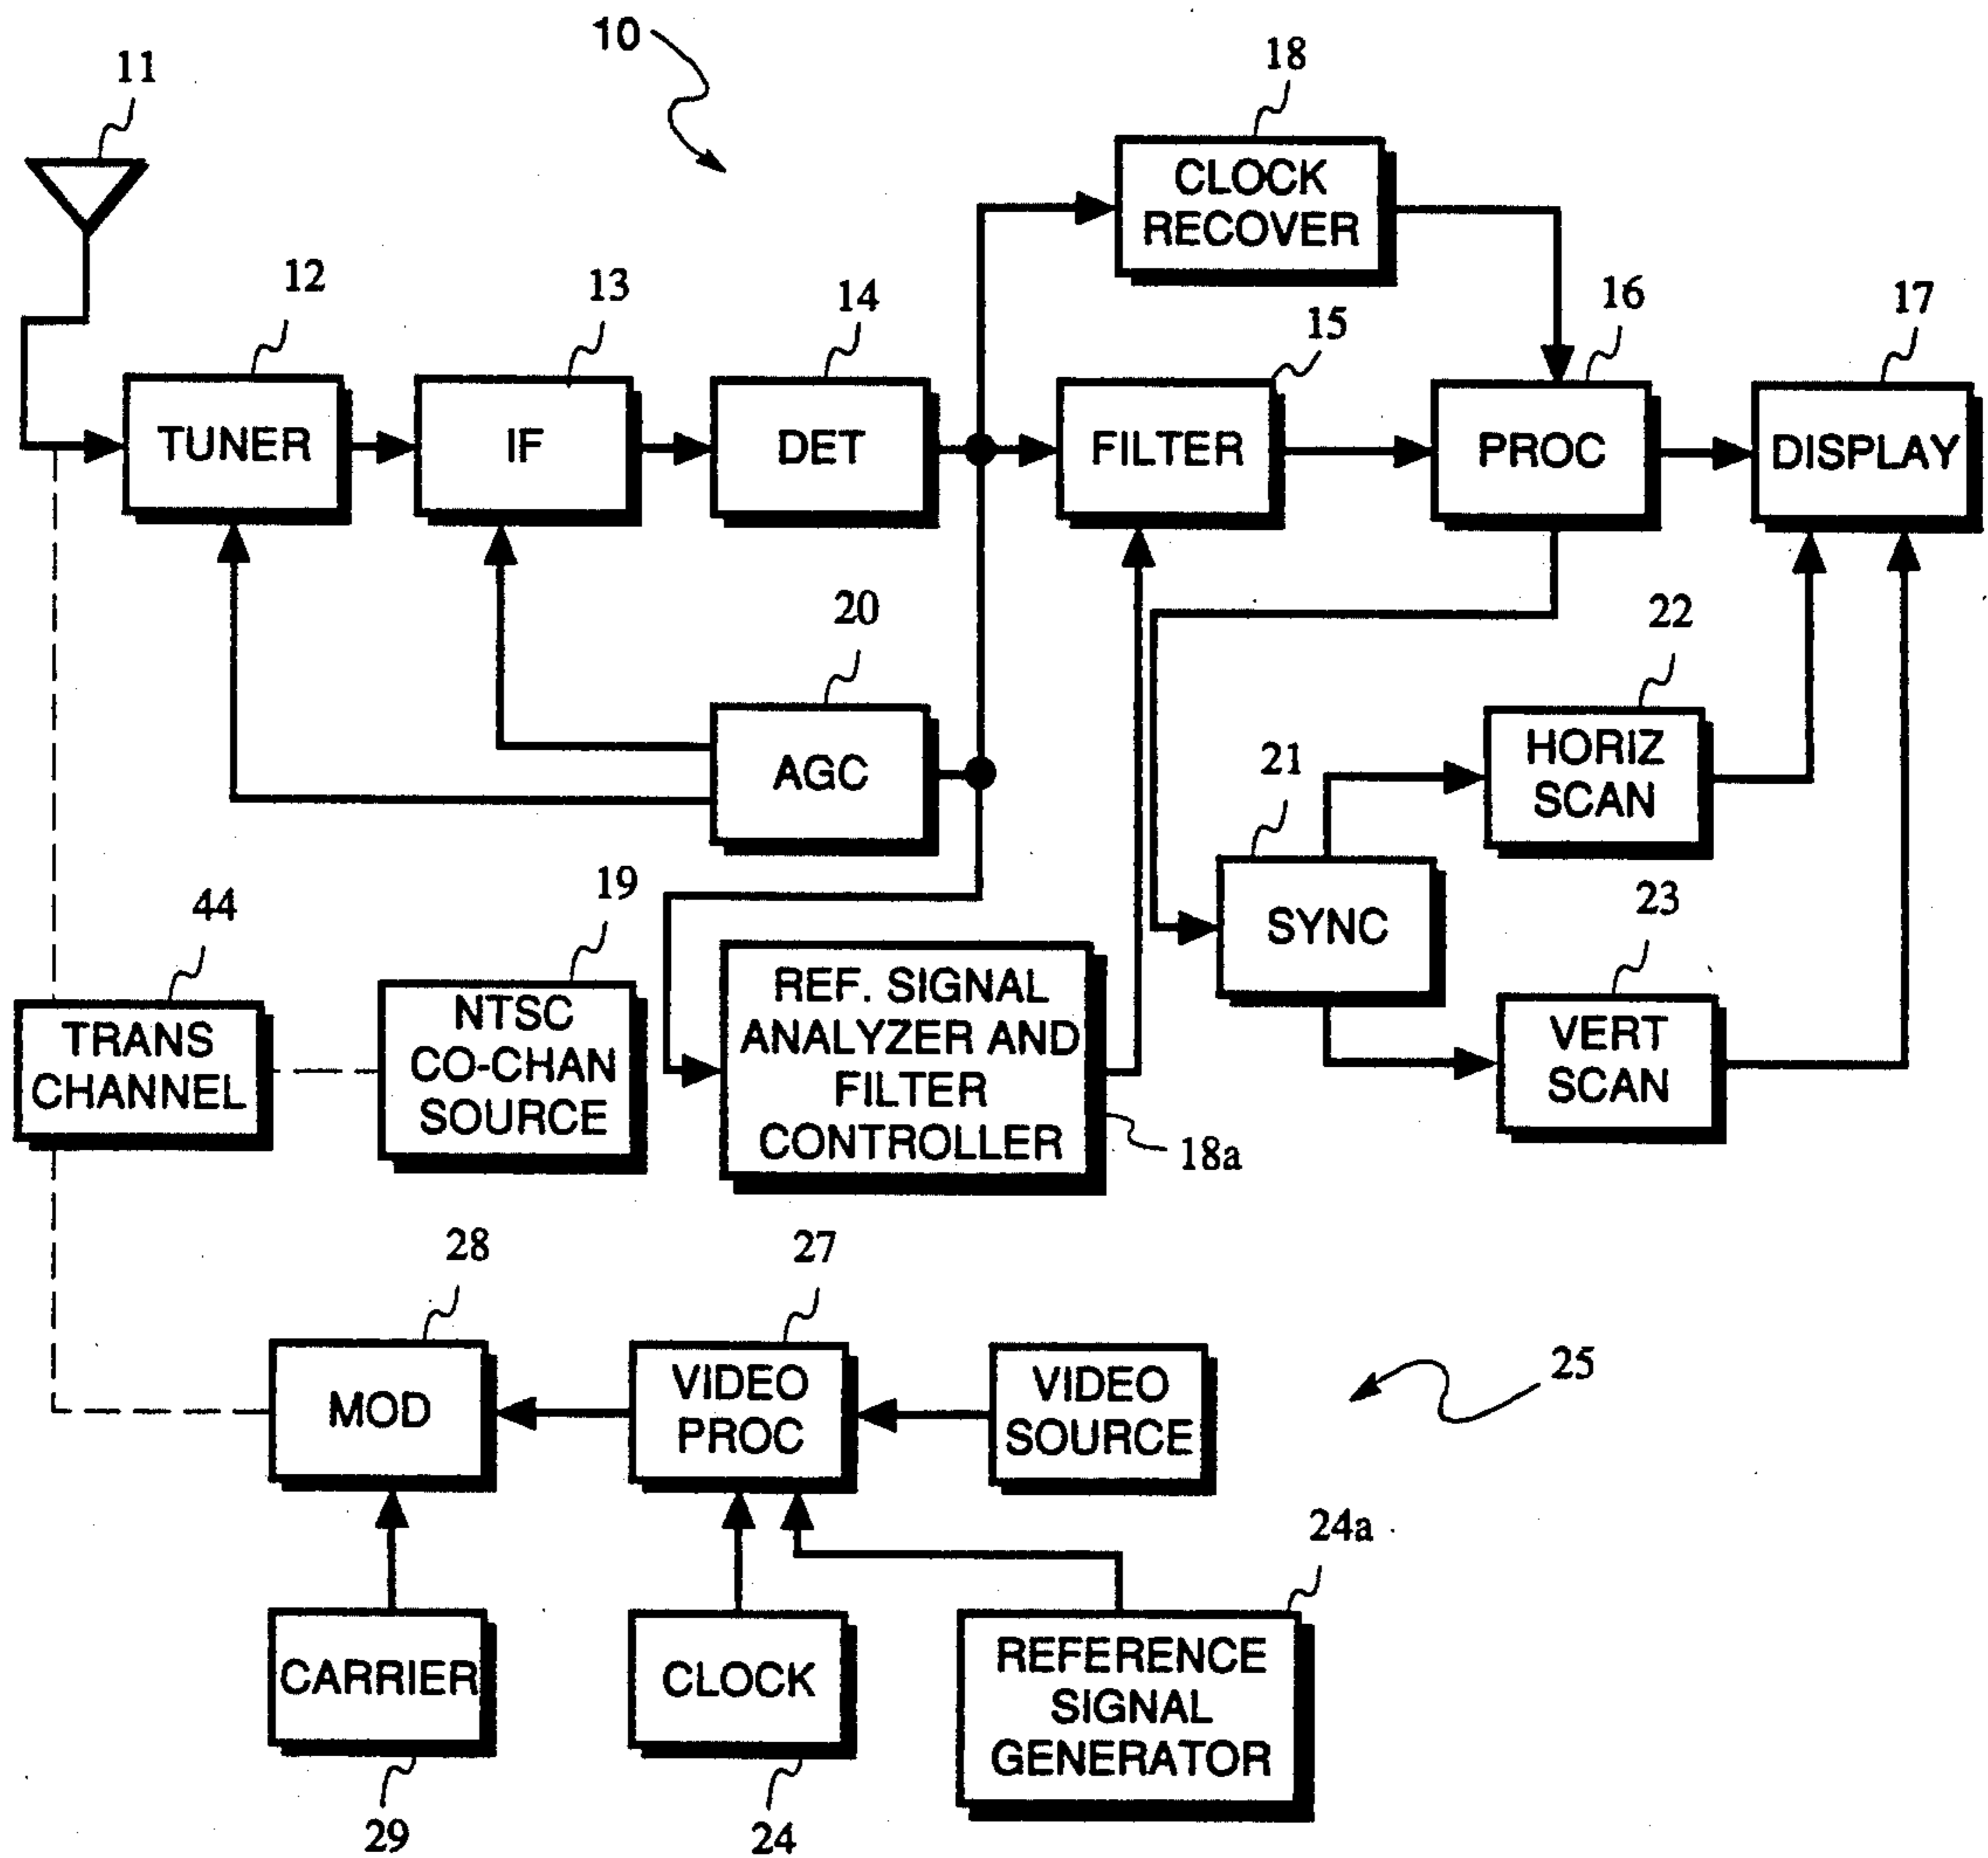 10
11
18
CLOCK
RECOVER
12
13
14
15
16
17
TUNER
IF
DET
FILTER
PROC
DISPLAY
20
AGC
22
HORIZ
SCAN
21
SYNC
23
VERT
SCAN
44
TRANS
CHANNEL
19
NTSC
CO-CHAN
SOURCE
REF. SIGNAL
ANALYZER AND
FILTER
CONTROLLER
18a
28
MOD
27
VIDEO
PROC
VIDEO
SOURCE
25
24a
CARRIER
29
CLOCK
24
REFERENCE
SIGNAL
GENERATOR